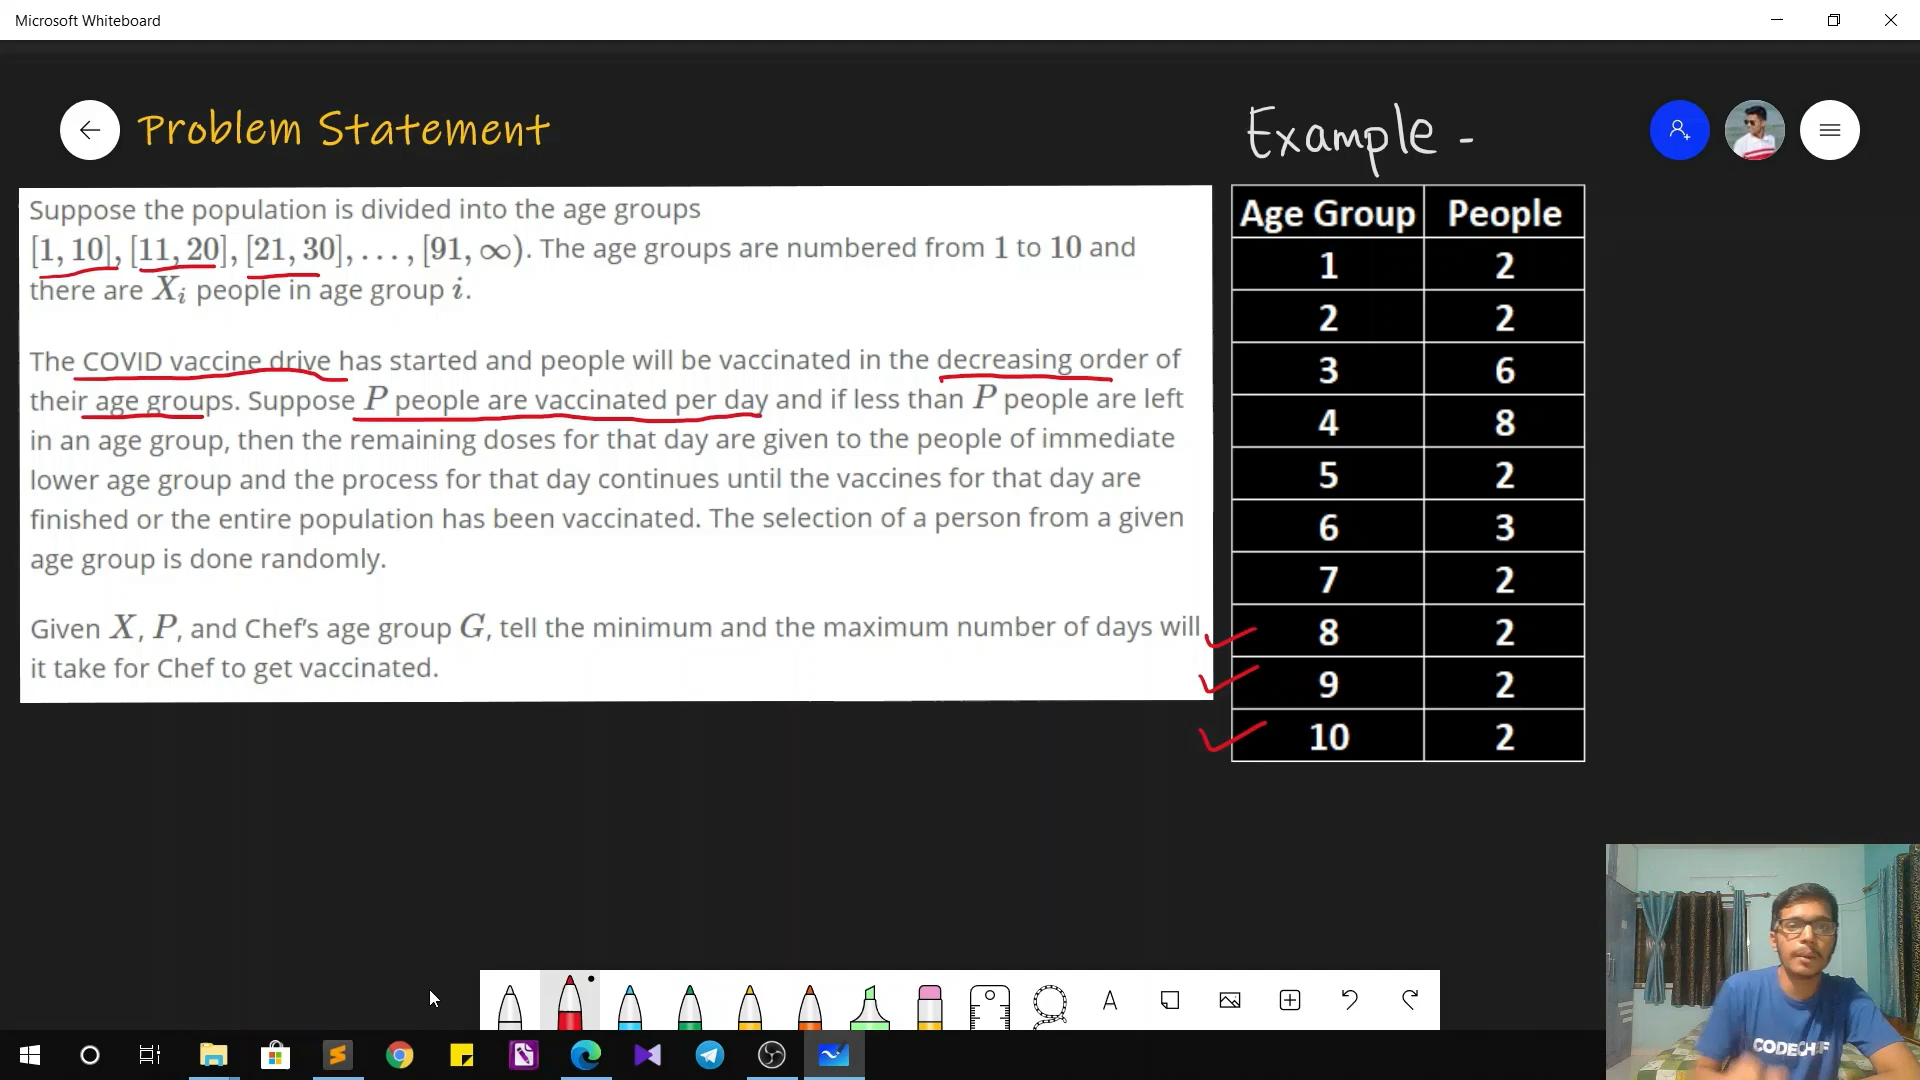 Microsoft Whiteboard
Problem Statement
Example -
Suppose the population is divided into the age groups
[1, 10], [11, 20], [21, 30], . . . , [91, ∞). The age groups are numbered from 1 to 10 and
there are Xᵢ people in age group i.
The COVID vaccine drive has started and people will be vaccinated in the decreasing order of
their age groups. Suppose P people are vaccinated per day and if less than P people are left
in an age group, then the remaining doses for that day are given to the people of immediate
lower age group and the process for that day continues until the vaccines for that day are
finished or the entire population has been vaccinated. The selection of a person from a given
age group is done randomly.
Given X, P, and Chef's age group G, tell the minimum and the maximum number of days will
it take for Chef to get vaccinated.
Age Group People
1 2
2 2
3 6
4 8
5 2
6 3
7 2
8 2
9 2
10 2
CODECHEF